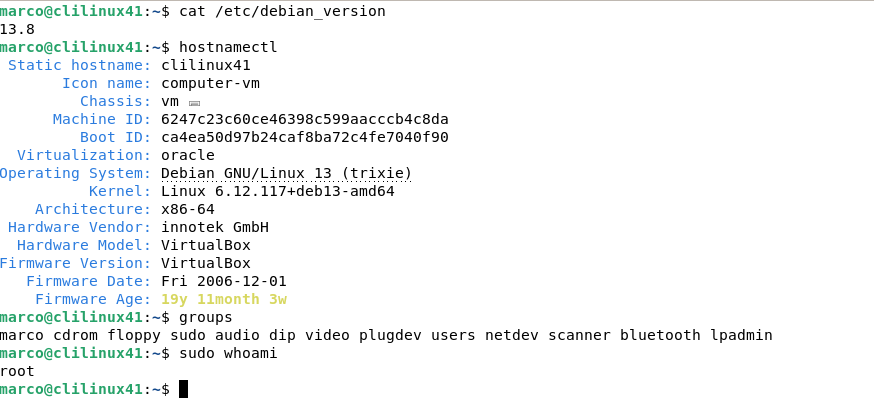 marco@clilinux41:~$ cat /etc/debian_version
13.8
marco@clilinux41:~$ hostnamectl
Static hostname: clilinux41
Icon name: computer-vm
Chassis: vm 🖴
Machine ID: 6247c23c60ce46398c599aacccb4c8da
Boot ID: ca4ea50d97b24caf8ba72c4fe7040f90
Virtualization: oracle
Operating System: Debian GNU/Linux 13 (trixie)
Kernel: Linux 6.12.117+deb13-amd64
Architecture: x86-64
Hardware Vendor: innotek GmbH
Hardware Model: VirtualBox
Firmware Version: VirtualBox
Firmware Date: Fri 2006-12-01
Firmware Age: 19y 11month 3w
marco@clilinux41:~$ groups
marco cdrom floppy sudo audio dip video plugdev users netdev scanner bluetooth lpadmin
marco@clilinux41:~$ sudo whoami
root
marco@clilinux41:~$